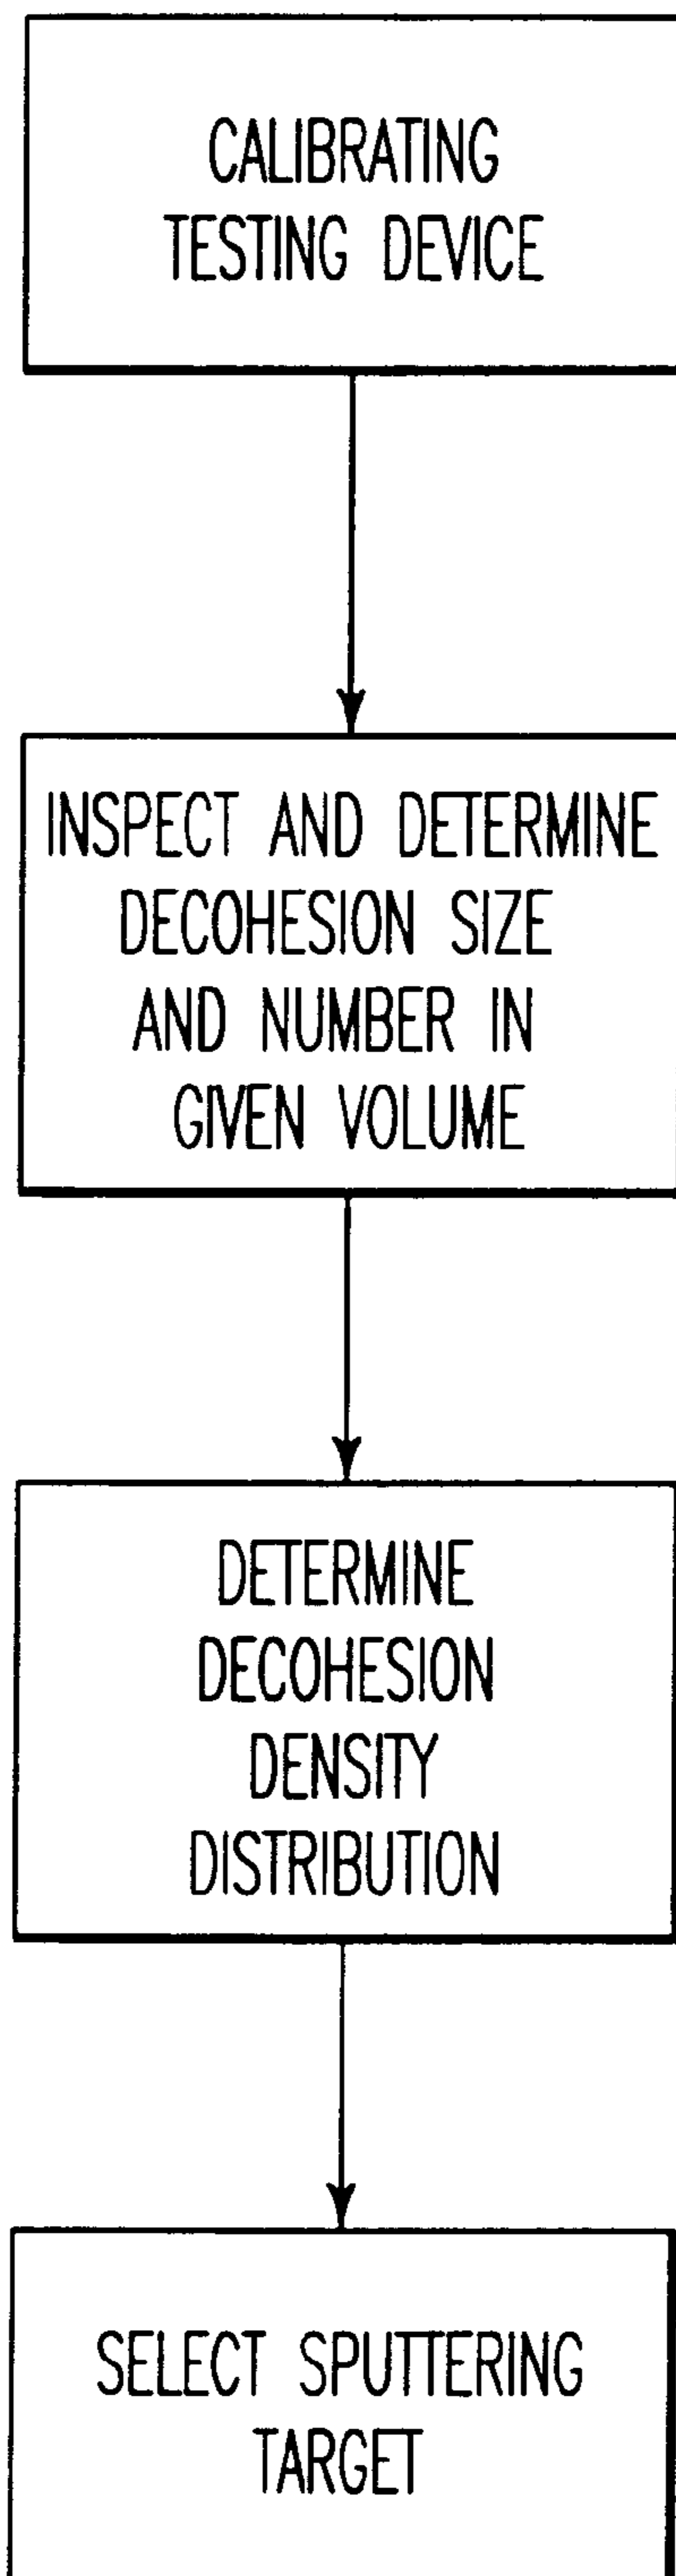 CALIBRATING
TESTING DEVICE
INSPECT AND DETERMINE
DECOHESION SIZE
AND NUMBER IN
GIVEN VOLUME
DETERMINE
DECOHESION
DENSITY
DISTRIBUTION
SELECT SPUTTERING
TARGET